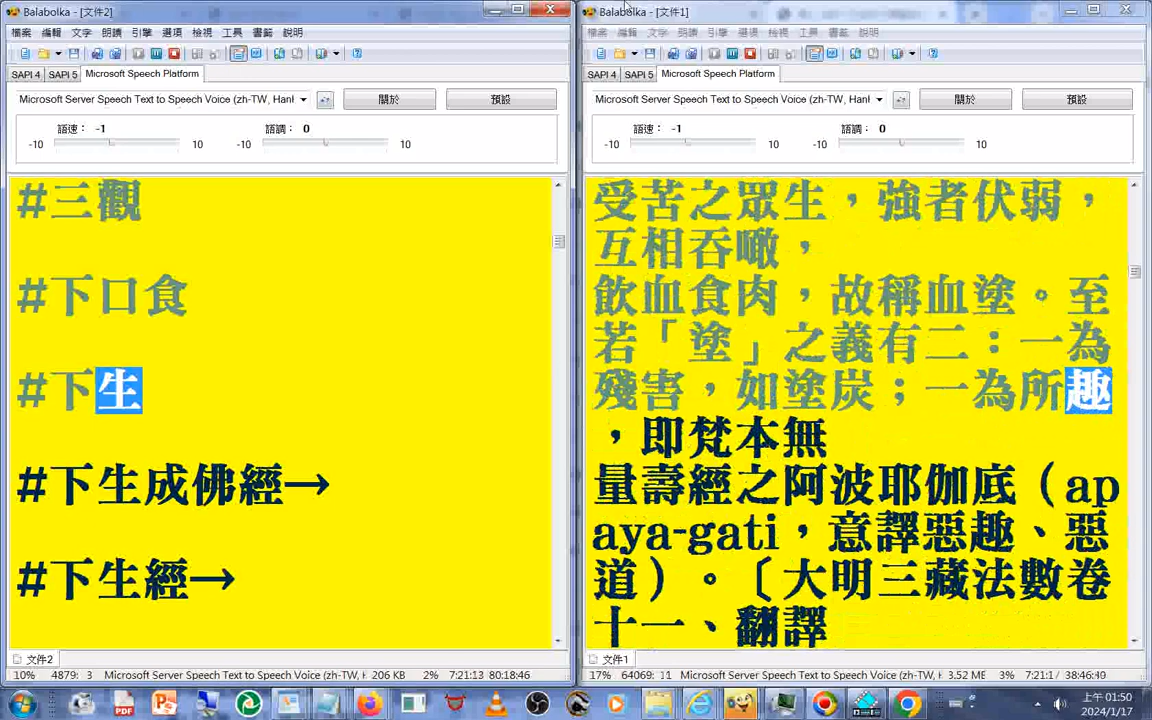 Balabolka - [文件2]
檔案 編輯 文字 朗讀 引擎 選項 檢視 工具 書籤 說明
SAPI 4 SAPI 5 Microsoft Speech Platform
Microsoft Server Speech Text to Speech Voice (zh-TW, Han
關於 預設
語速： -1 語調： 0
-10 10 -10 10
#三觀
#下口食
#下生
#下生成佛經→
#下生經→
文件2
10% 4879: 3 Microsoft Server Speech Text to Speech Voice (zh-TW, H 206 KB 2% 7:21:13 80:18:46
Balabolka - [文件1]
檔案 編輯 文字 朗讀 引擎 選項 檢視 工具 書籤 說明
SAPI 4 SAPI 5 Microsoft Speech Platform
Microsoft Server Speech Text to Speech Voice (zh-TW, Han
關於 預設
語速： -1 語調： 0
-10 10 -10 10
受苦之眾生，強者伏弱，
互相吞噉，
飲血食肉，故稱血塗。至
若「塗」之義有二：一為
殘害，如塗炭；一為所趣
，即梵本無
量壽經之阿波耶伽底（ap
aya-gati，意譯惡趣、惡
道）。〔大明三藏法數卷
十一、翻譯
文件1
17% 64069: 11 Microsoft Server Speech Text to Speech Voice (zh-TW, H 3.52 ME 3% 7:21:1 38:46:40
上午 01:50
2024/1/17